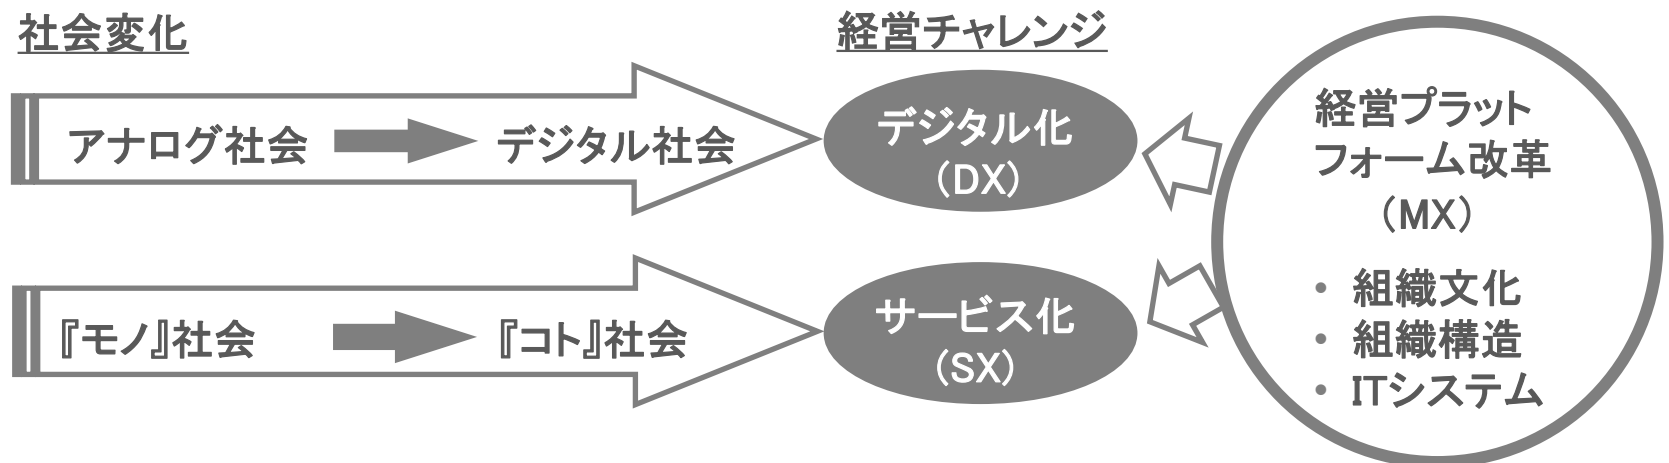 社会変化
経営チャレンジ
アナログ社会
デジタル社会
デジタル化
（DX）
『モノ』社会
『コト』社会
サービス化
（SX）
経営プラット
フォーム改革
（MX）
• 組織文化
• 組織構造
• ITシステム